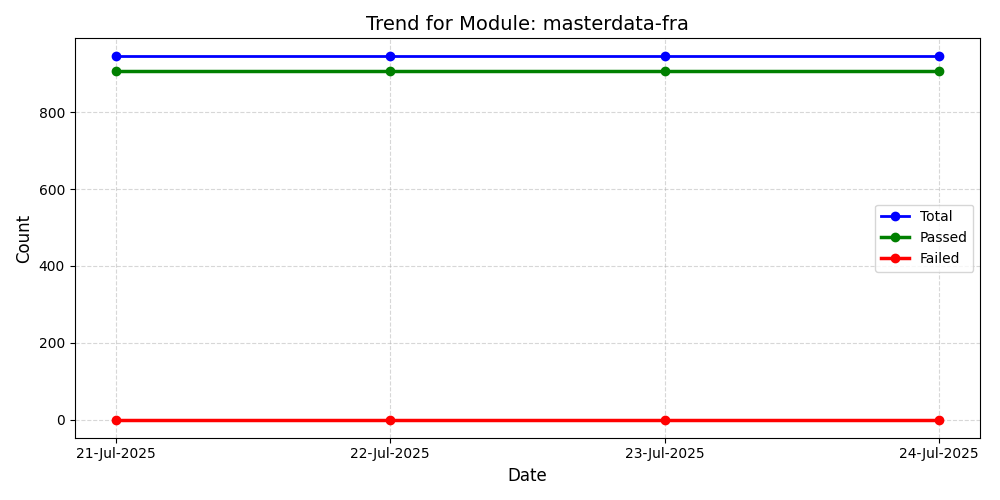 Trend for Module: masterdata-fra
Count
800
600
400
200
0
Total
Passed
Failed
21-Jul-2025 22-Jul-2025 23-Jul-2025 24-Jul-2025
Date